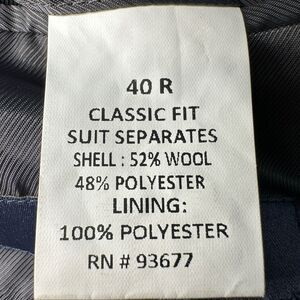 40 R
CLASSIC FIT
SUIT SEPARATES
SHELL : 52% WOOL
48% POLYESTER
LINING:
100% POLYESTER
RN # 93677